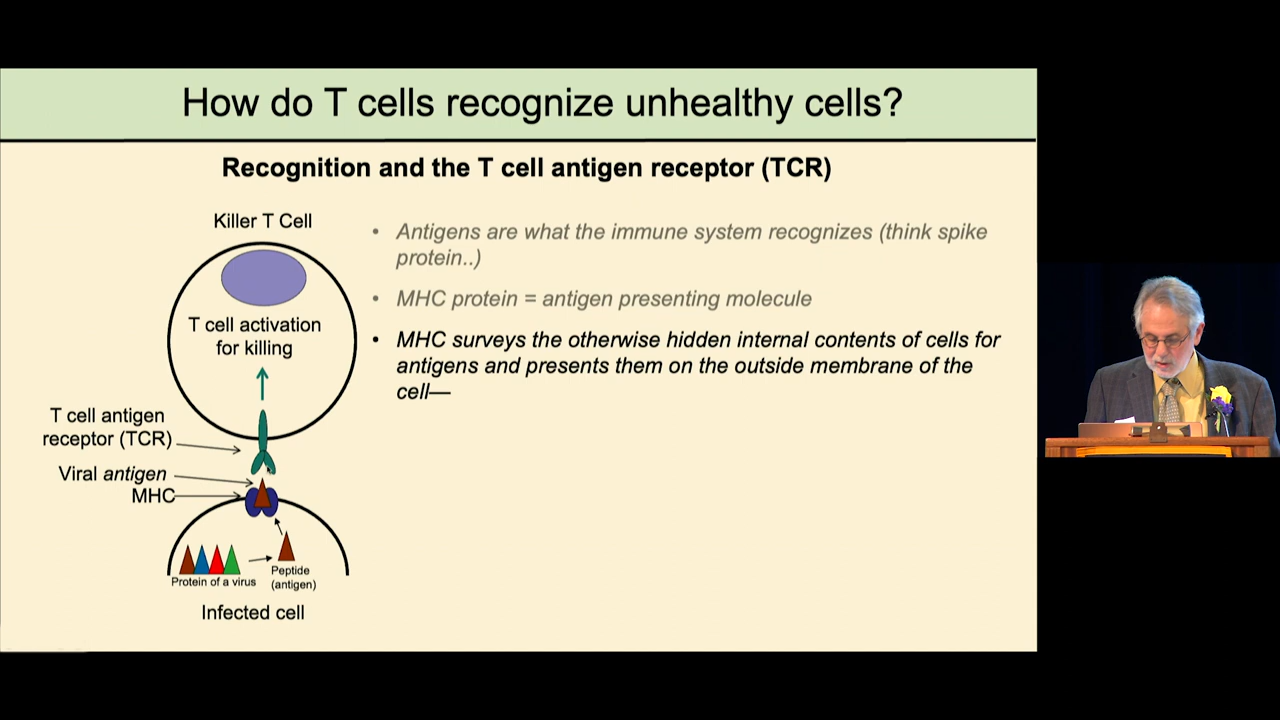 How do T cells recognize unhealthy cells?
Recognition and the T cell antigen receptor (TCR)
Killer T Cell
T cell activation
for killing
T cell antigen
receptor (TCR)
Viral antigen
MHC
Protein of a virus
Peptide
(antigen)
Infected cell
• Antigens are what the immune system recognizes (think spike
protein..)
• MHC protein = antigen presenting molecule
• MHC surveys the otherwise hidden internal contents of cells for
antigens and presents them on the outside membrane of the
cell—